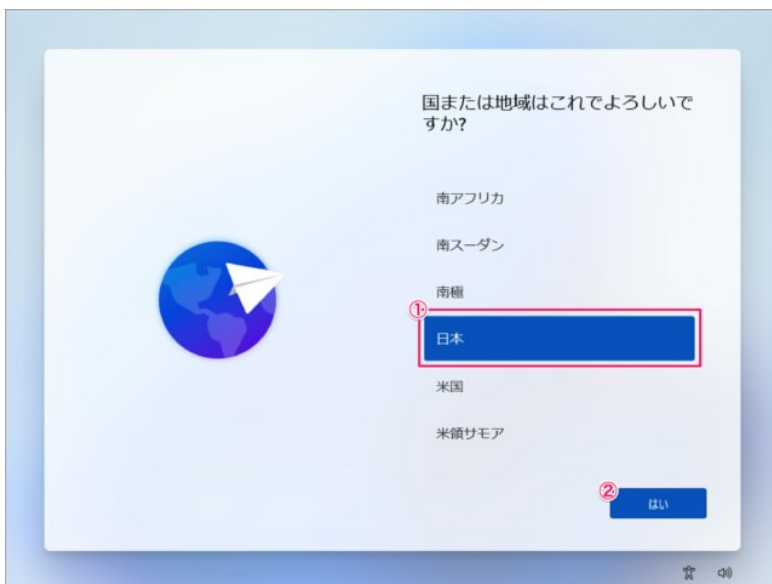 国または地域はこれでよろしいで
すか?
南アフリカ
南スーダン
南極
①
日本
米国
米領サモア
②
はい